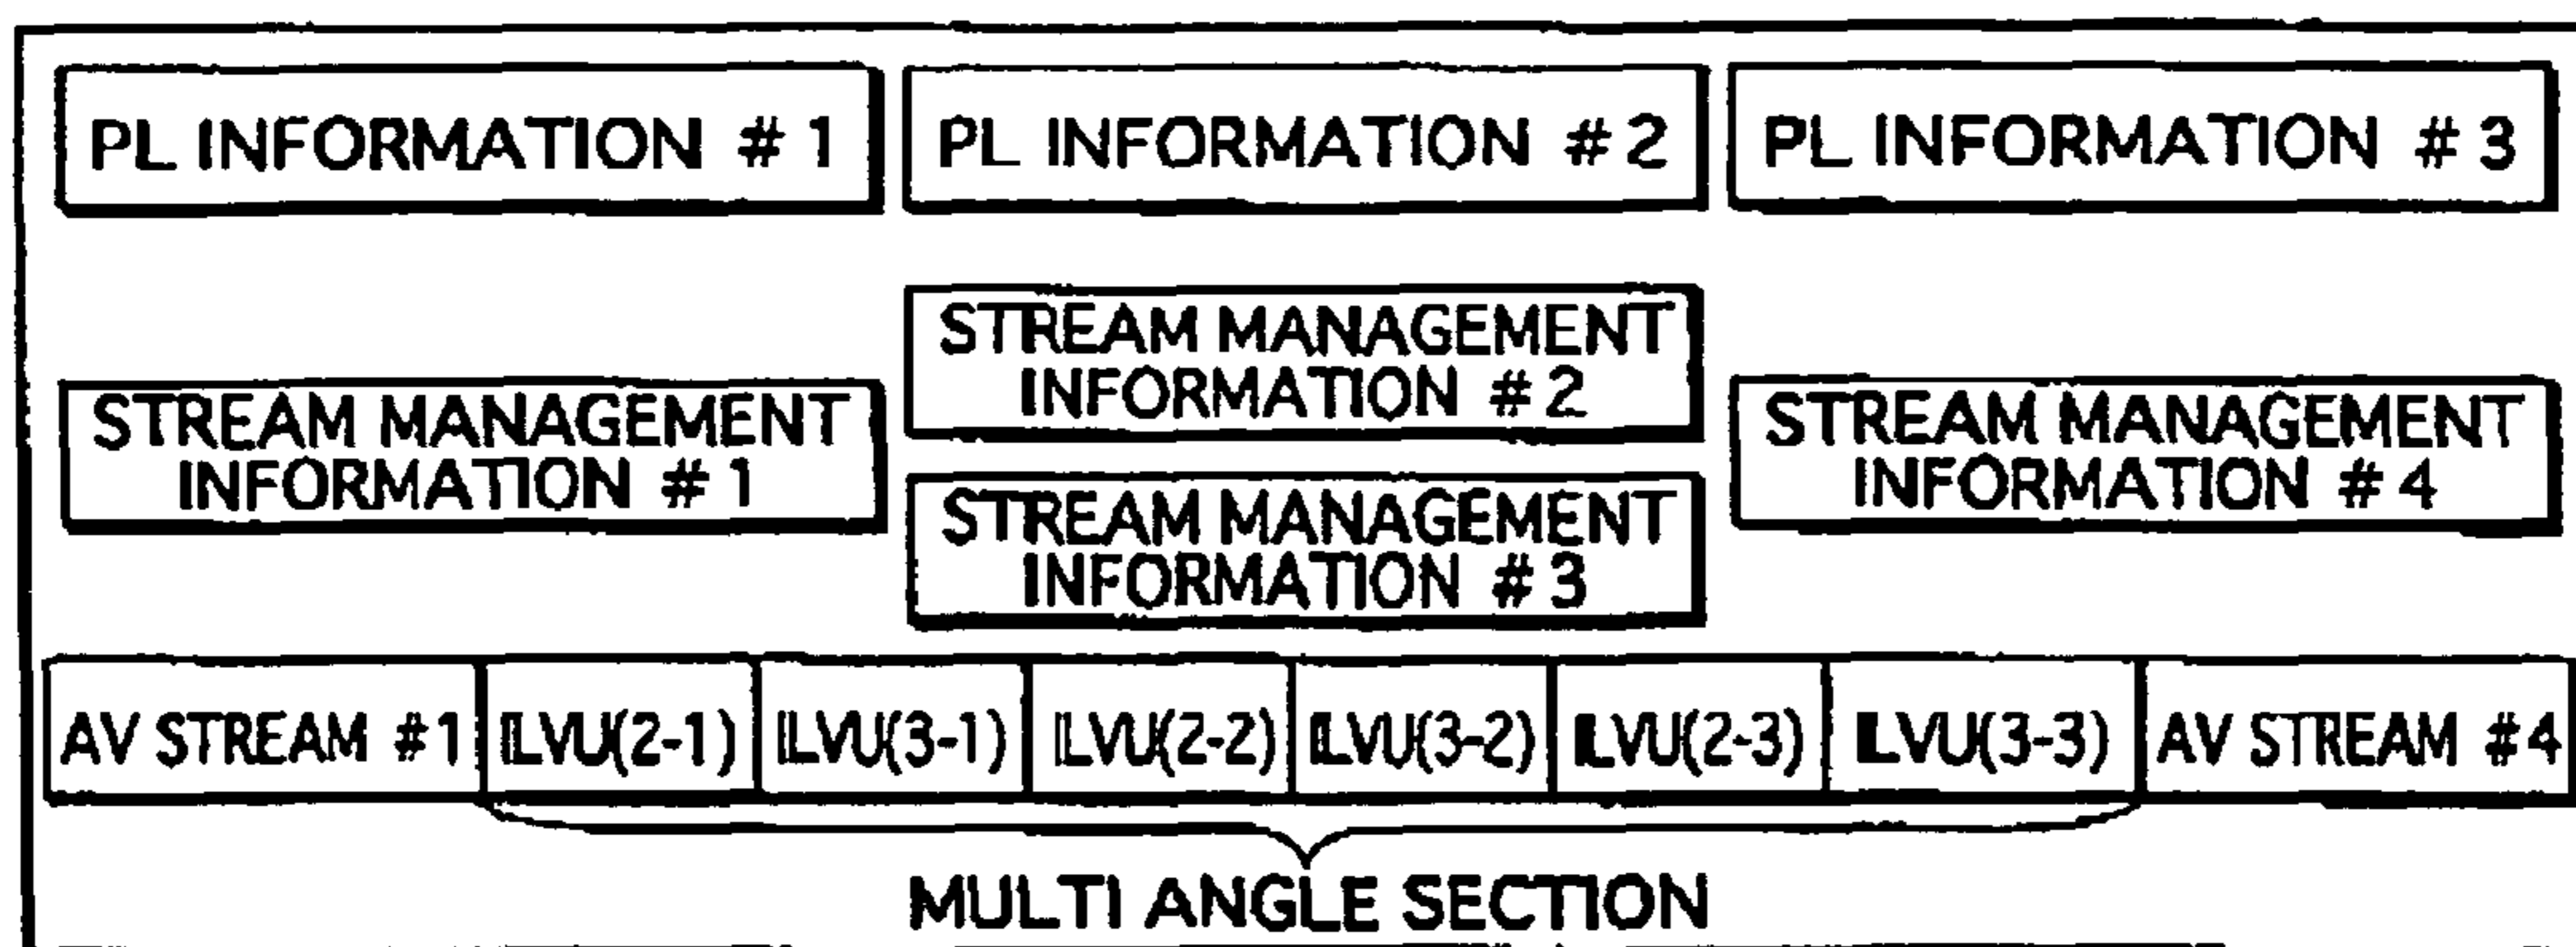 PL INFORMATION #1
PL INFORMATION #2
PL INFORMATION #3
STREAM MANAGEMENT
INFORMATION #1
STREAM MANAGEMENT
INFORMATION #2
STREAM MANAGEMENT
INFORMATION #3
STREAM MANAGEMENT
INFORMATION #4
AV STREAM #1
ILVU(2-1)
ILVU(3-1)
ILVU(2-2)
ILVU(3-2)
ILVU(2-3)
ILVU(3-3)
AV STREAM #4
MULTI ANGLE SECTION